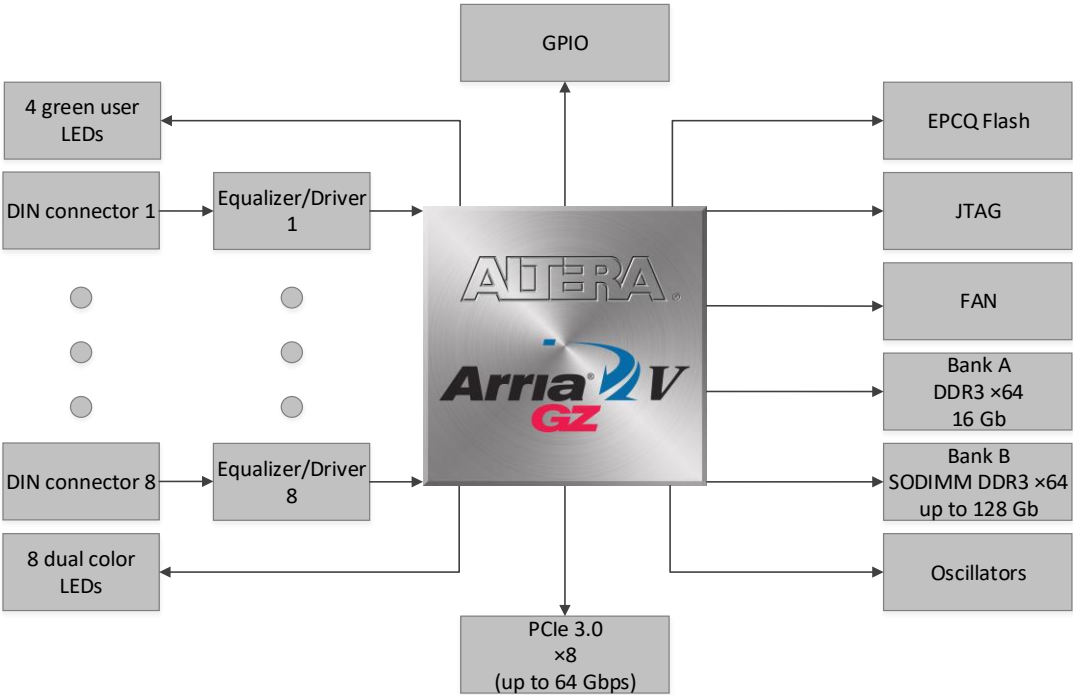 GPIO
4 green user
LEDs
EPCQ Flash
DIN connector 1
Equalizer/Driver
1
JTAG
ALTERA®
FAN
Arria® V
GZ
Bank A
DDR3 ×64
16 Gb
DIN connector 8
Equalizer/Driver
8
Bank B
SODIMM DDR3 ×64
up to 128 Gb
8 dual color
LEDs
Oscillators
PCIe 3.0
×8
(up to 64 Gbps)